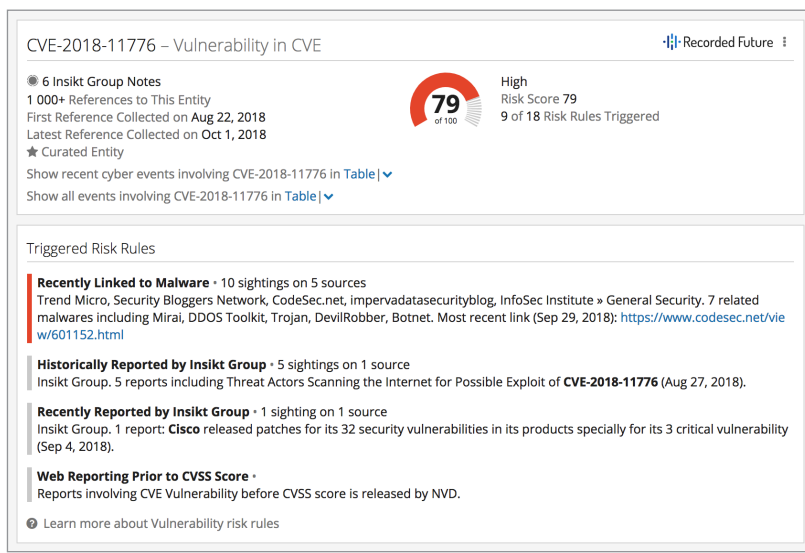 CVE-2018-11776 – Vulnerability in CVE
Recorded Future
6 Insikt Group Notes
1 000+ References to This Entity
First Reference Collected on Aug 22, 2018
Latest Reference Collected on Oct 1, 2018
Curated Entity
Show recent cyber events involving CVE-2018-11776 in Table |
Show all events involving CVE-2018-11776 in Table |
79
of 100
High
Risk Score 79
9 of 18 Risk Rules Triggered
Triggered Risk Rules
Recently Linked to Malware • 10 sightings on 5 sources
Trend Micro, Security Bloggers Network, CodeSec.net, impervadatasecurityblog, InfoSec Institute » General Security. 7 related
malwares including Mirai, DDOS Toolkit, Trojan, DevilRobber, Botnet. Most recent link (Sep 29, 2018): https://www.codesec.net/vie
w/601152.html
Historically Reported by Insikt Group • 5 sightings on 1 source
Insikt Group. 5 reports including Threat Actors Scanning the Internet for Possible Exploit of CVE-2018-11776 (Aug 27, 2018).
Recently Reported by Insikt Group • 1 sighting on 1 source
Insikt Group. 1 report: Cisco released patches for its 32 security vulnerabilities in its products specially for its 3 critical vulnerability
(Sep 4, 2018).
Web Reporting Prior to CVSS Score •
Reports involving CVE Vulnerability before CVSS score is released by NVD.
? Learn more about Vulnerability risk rules